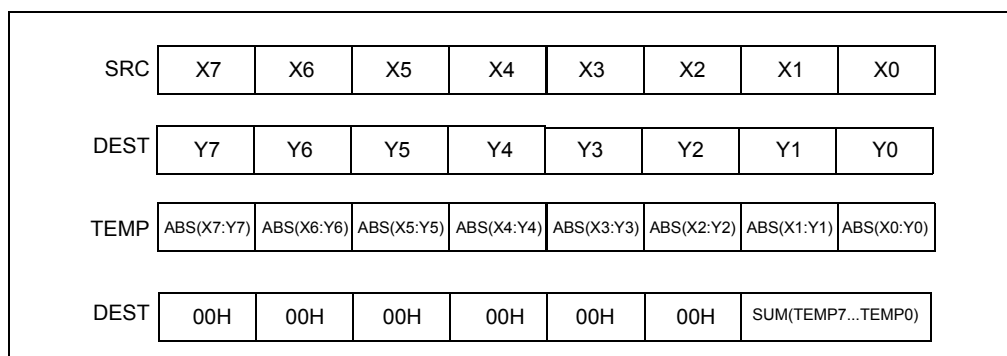 SRC X7 X6 X5 X4 X3 X2 X1 X0
DEST Y7 Y6 Y5 Y4 Y3 Y2 Y1 Y0
TEMP ABS(X7:Y7) ABS(X6:Y6) ABS(X5:Y5) ABS(X4:Y4) ABS(X3:Y3) ABS(X2:Y2) ABS(X1:Y1) ABS(X0:Y0)
DEST 00H 00H 00H 00H 00H 00H SUM(TEMP7...TEMP0)